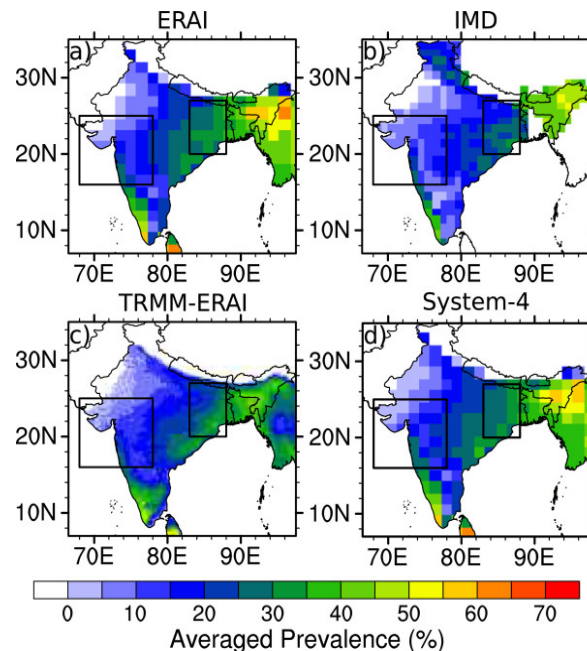 ERAI
IMD
a)
b)
30N
30N
20N
20N
10N
10N
70E 80E 90E
70E 80E 90E
TRMM-ERAI
System-4
c)
d)
30N
30N
20N
20N
10N
10N
70E 80E 90E
70E 80E 90E
0 10 20 30 40 50 60 70
Averaged Prevalence (%)